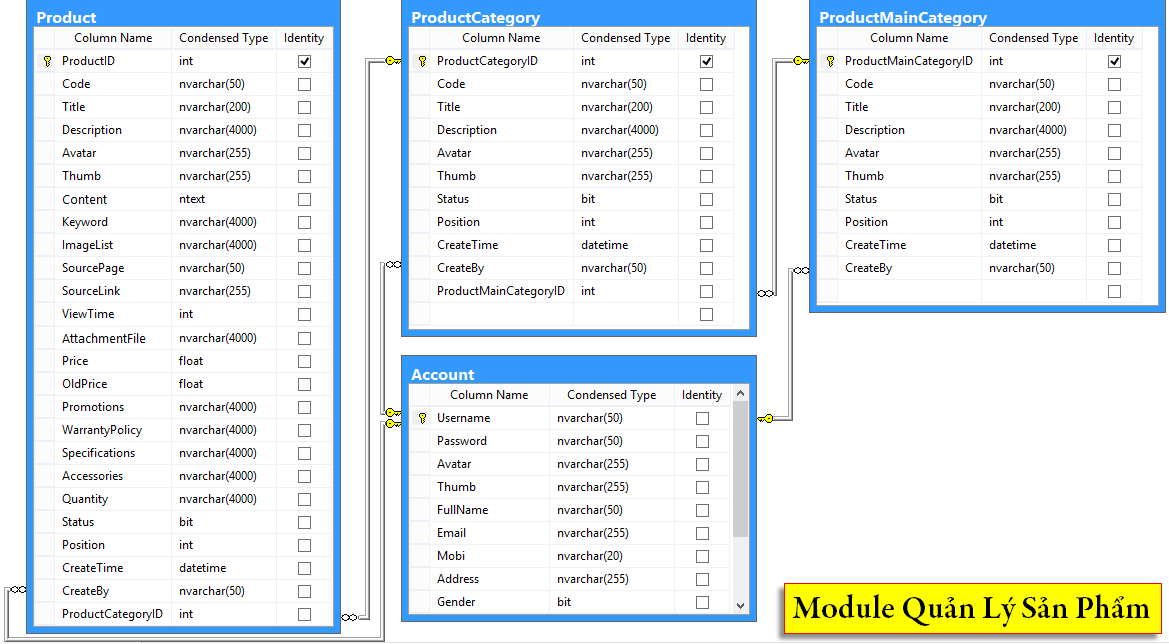 Product
Column Name Condensed Type Identity
ProductID int
Code nvarchar(50)
Title nvarchar(200)
Description nvarchar(4000)
Avatar nvarchar(255)
Thumb nvarchar(255)
Content ntext
Keyword nvarchar(4000)
ImageList nvarchar(4000)
SourcePage nvarchar(50)
SourceLink nvarchar(255)
ViewTime int
AttachmentFile nvarchar(4000)
Price float
OldPrice float
Promotions nvarchar(4000)
WarrantyPolicy nvarchar(4000)
Specifications nvarchar(4000)
Accessories nvarchar(4000)
Quantity nvarchar(4000)
Status bit
Position int
CreateTime datetime
CreateBy nvarchar(50)
ProductCategoryID int
ProductCategory
Column Name Condensed Type Identity
ProductCategoryID int
Code nvarchar(50)
Title nvarchar(200)
Description nvarchar(4000)
Avatar nvarchar(255)
Thumb nvarchar(255)
Status bit
Position int
CreateTime datetime
CreateBy nvarchar(50)
ProductMainCategoryID int
ProductMainCategory
Column Name Condensed Type Identity
ProductMainCategoryID int
Code nvarchar(50)
Title nvarchar(200)
Description nvarchar(4000)
Avatar nvarchar(255)
Thumb nvarchar(255)
Status bit
Position int
CreateTime datetime
CreateBy nvarchar(50)
Account
Column Name Condensed Type Identity
Username nvarchar(50)
Password nvarchar(50)
Avatar nvarchar(255)
Thumb nvarchar(255)
FullName nvarchar(50)
Email nvarchar(255)
Mobi nvarchar(20)
Address nvarchar(255)
Gender bit
Module Quản Lý Sản Phẩm